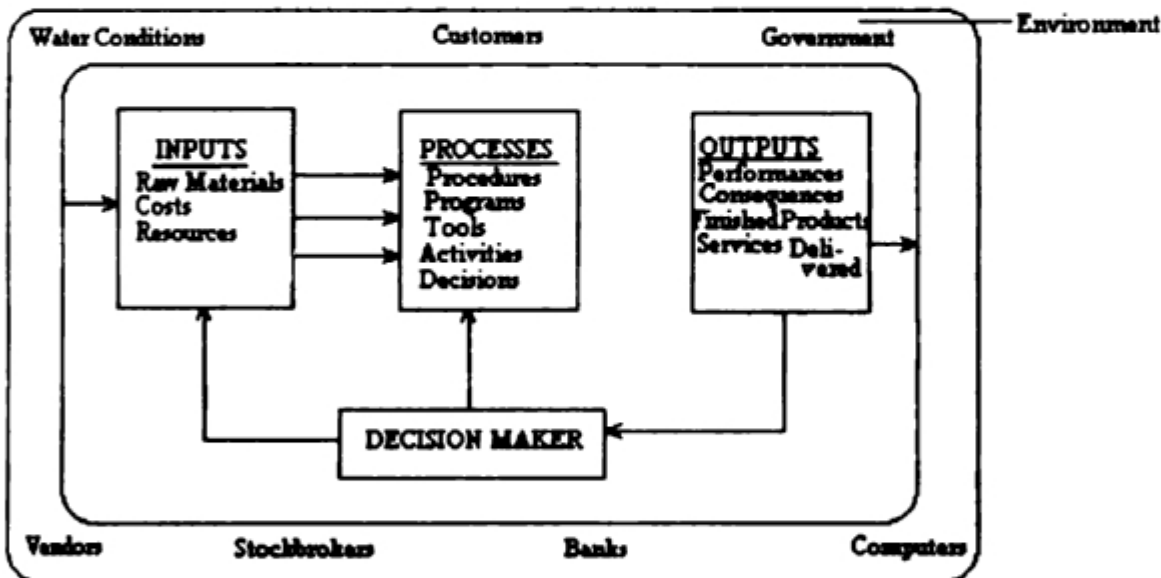 Water Conditions
Customers
Government
Environment
INPUTS
Raw Materials
Costs
Resources
PROCESSES
Procedures
Programs
Tools
Activities
Decisions
OUTPUTS
Performances
Consequences
Finished Products
Services Deli-
vered
DECISION MAKER
Vendors
Stockbrokers
Banks
Computers